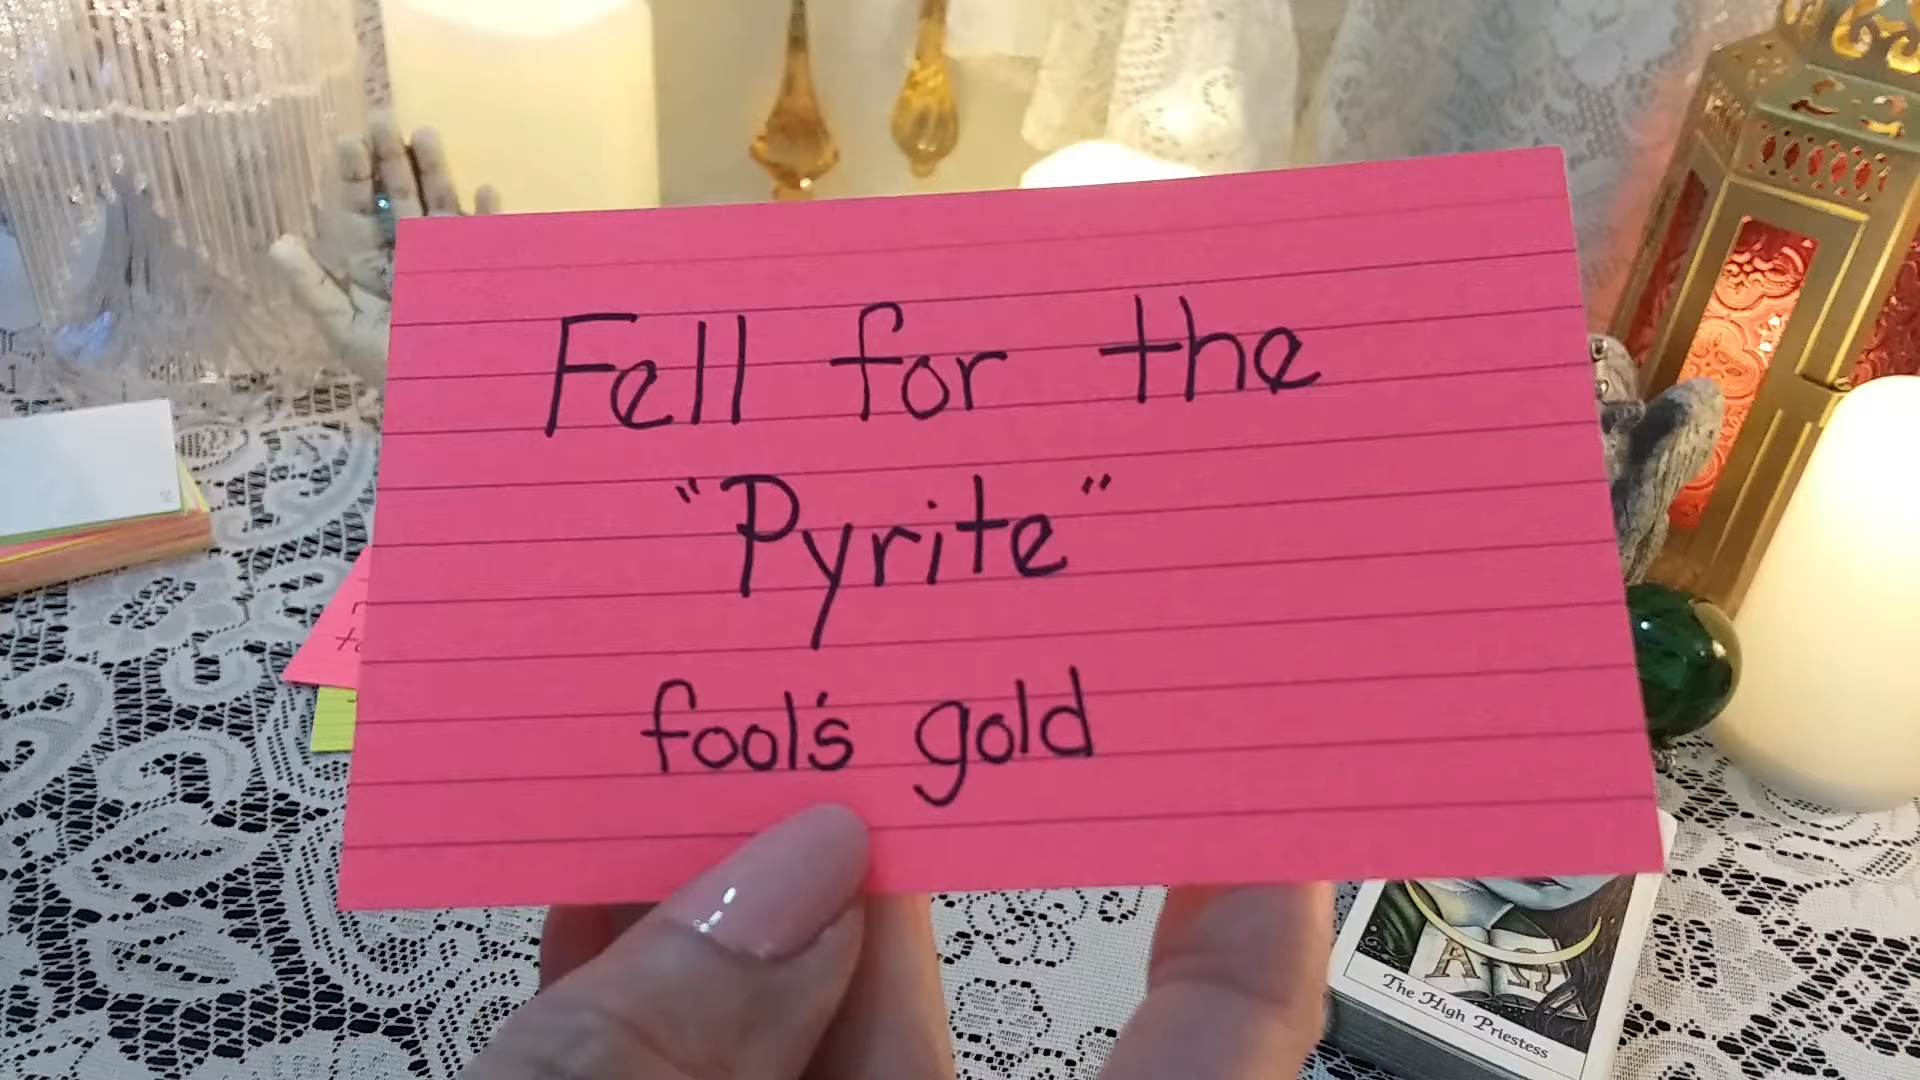 Fell for the
"Pyrite"
fool's gold
A Ω
The High Priestess